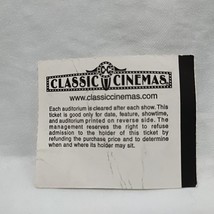 CLASSIC CINEMAS
www.classiccinemas.com
Each auditorium is cleared after each show. This
ticket is good only for date, feature, showtime,
and auditorium printed on reverse side. The
management reserves the right to refuse
admission to the holder of this ticket by
refunding the purchase price and to determine
when and where its holder may sit.